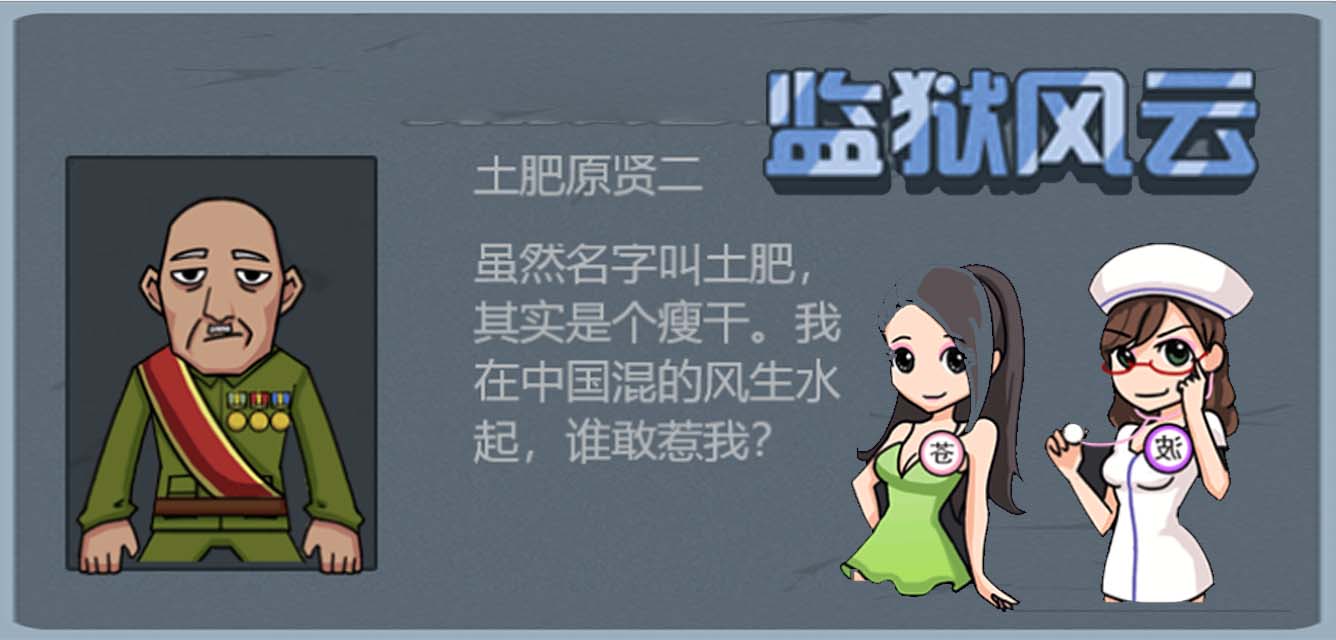 监狱风云
土肥原贤二
虽然名字叫土肥，
其实是个瘦干。我
在中国混的风生水
起，谁敢惹我？
苍
波